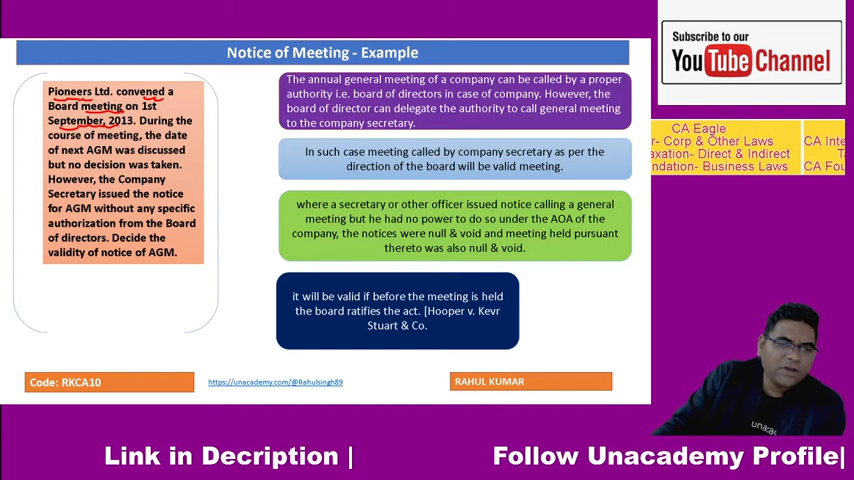 Notice of Meeting - Example
Pioneers Ltd. convened a
Board meeting on 1st
September, 2013. During the
course of meeting, the date
of next AGM was discussed
but no decision was taken.
However, the Company
Secretary issued the notice
for AGM without any specific
authorization from the Board
of directors. Decide the
validity of notice of AGM.
The annual general meeting of a company can be called by a proper
authority i.e. board of directors in case of company. However, the
board of director can delegate the authority to call general meeting
to the company secretary.
In such case meeting called by company secretary as per the
direction of the board will be valid meeting.
where a secretary or other officer issued notice calling a general
meeting but he had no power to do so under the AOA of the
company, the notices were null & void and meeting held pursuant
thereto was also null & void.
it will be valid if before the meeting is held
the board ratifies the act. [Hooper v. Kevr
Stuart & Co.
Code: RKCA10
https://unacademy.com/@Rahulsingh89
RAHUL KUMAR
Subscribe to our
YouTube Channel
CA Eagle
r- Corp & Other Laws
axation- Direct & Indirect
ndation- Business Laws
CA Inte
CA Fou
una
Link in Decription |
Follow Unacademy Profile|